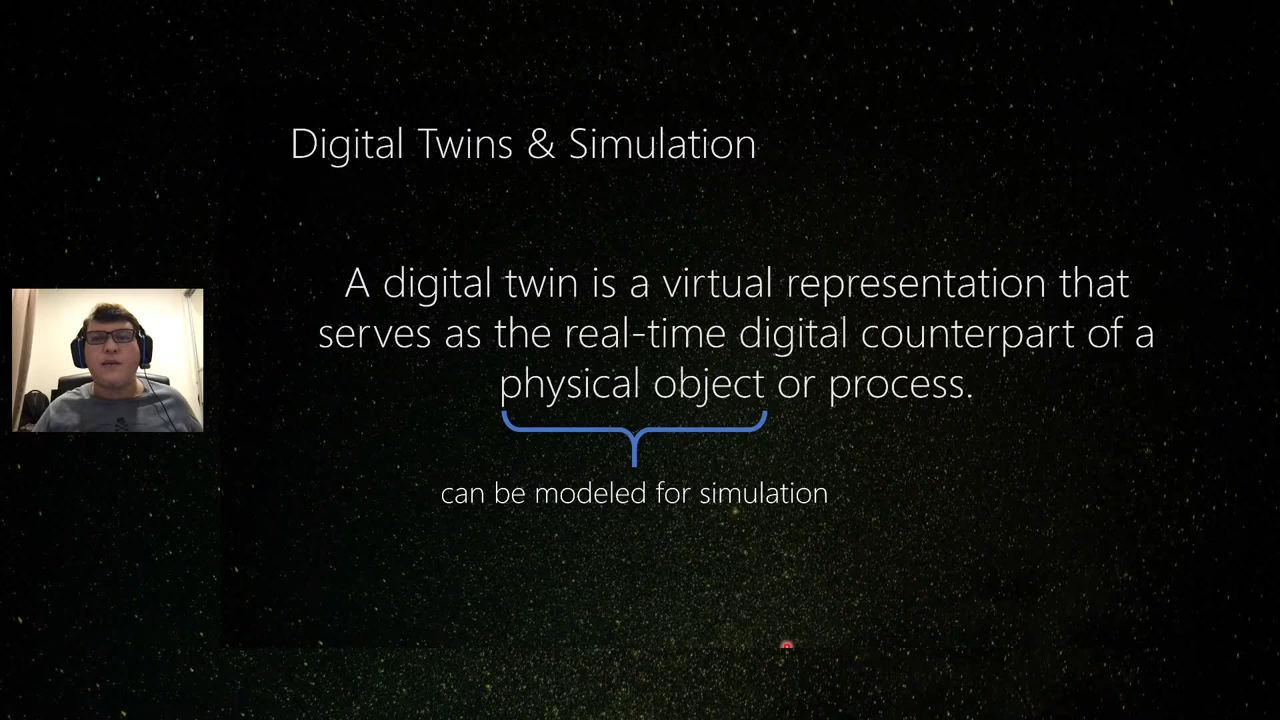 Digital Twins & Simulation
A digital twin is a virtual representation that
serves as the real-time digital counterpart of a
physical object or process.
can be modeled for simulation